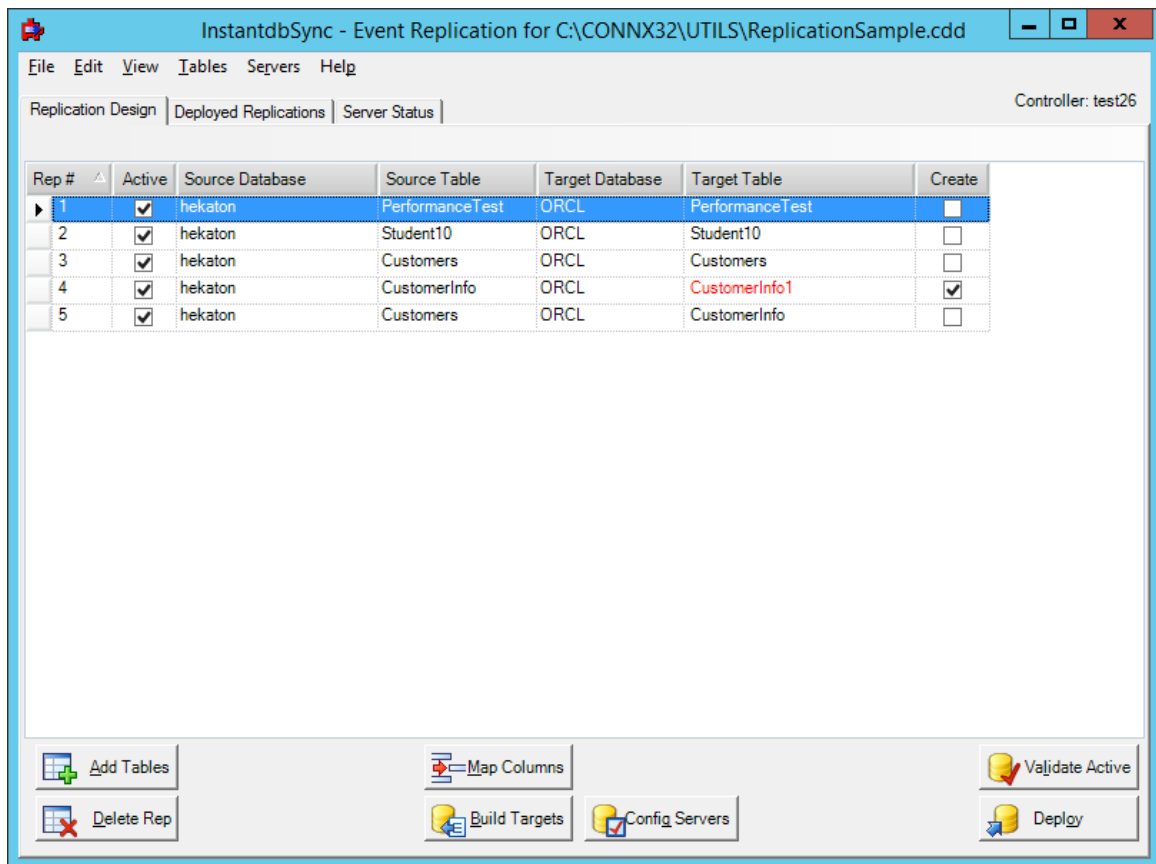 InstantdbSync - Event Replication for C:\CONNX32\UTILS\ReplicationSample.cdd
File Edit View Tables Servers Help
Replication Design Deployed Replications Server Status Controller: test26
Rep # Active Source Database Source Table Target Database Target Table Create
1 hekaton PerformanceTest ORCL PerformanceTest
2 hekaton Student10 ORCL Student10
3 hekaton Customers ORCL Customers
4 hekaton CustomerInfo ORCL CustomerInfo1
5 hekaton Customers ORCL CustomerInfo
Add Tables Map Columns Validate Active
Delete Rep Build Targets Config Servers Deploy